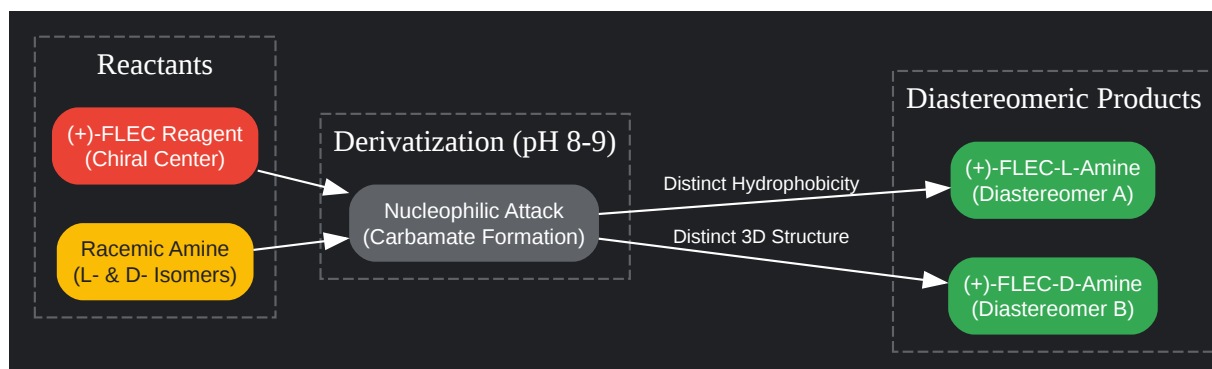 Reactants
(+)-FLEC Reagent
(Chiral Center)
Racemic Amine
(L- & D- Isomers)
Derivatization (pH 8-9)
Nucleophilic Attack
(Carbamate Formation)
Distinct Hydrophobicity
Distinct 3D Structure
Diastereomeric Products
(+)-FLEC-L-Amine
(Diastereomer A)
(+)-FLEC-D-Amine
(Diastereomer B)